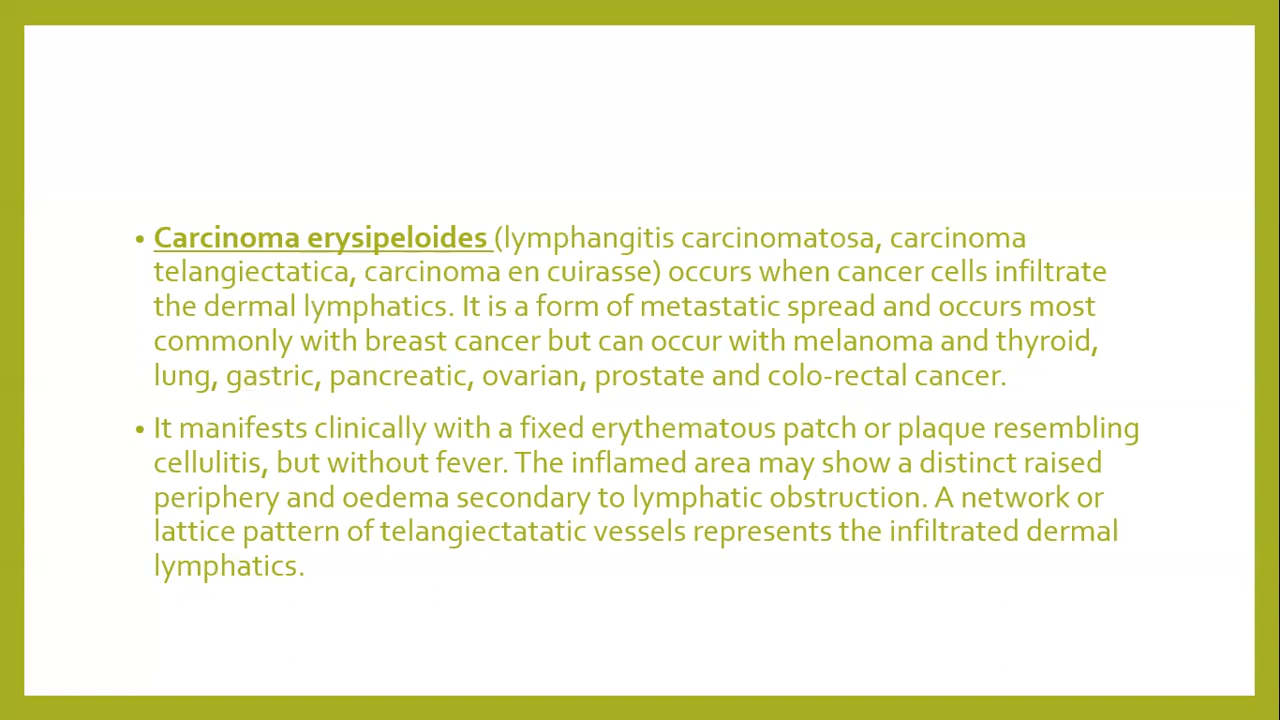 • Carcinoma erysipeloides (lymphangitis carcinomatosa, carcinoma
telangiectatica, carcinoma en cuirasse) occurs when cancer cells infiltrate
the dermal lymphatics. It is a form of metastatic spread and occurs most
commonly with breast cancer but can occur with melanoma and thyroid,
lung, gastric, pancreatic, ovarian, prostate and colo-rectal cancer.
• It manifests clinically with a fixed erythematous patch or plaque resembling
cellulitis, but without fever. The inflamed area may show a distinct raised
periphery and oedema secondary to lymphatic obstruction. A network or
lattice pattern of telangiectatatic vessels represents the infiltrated dermal
lymphatics.